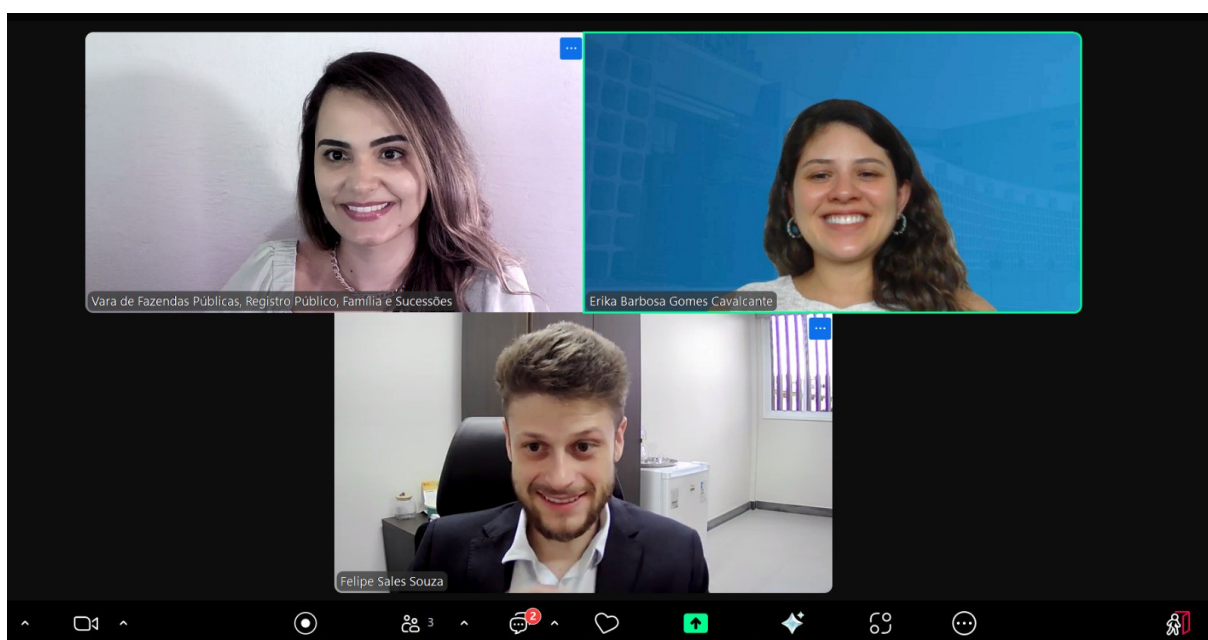 Vara de Fazendas Públicas, Registro Público, Família e Sucessões
Erika Barbosa Gomes Cavalcante
Felipe Sales Souza
3
2